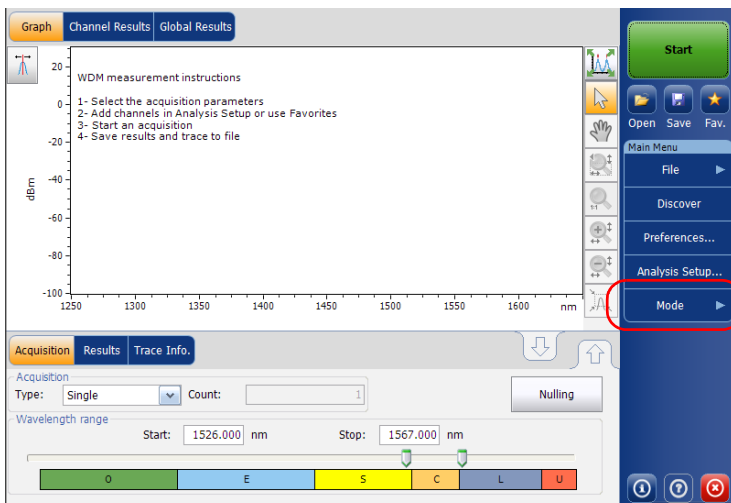 Graph Channel Results Global Results
WDM measurement instructions
1- Select the acquisition parameters
2- Add channels in Analysis Setup or use Favorites
3- Start an acquisition
4- Save results and trace to file
20
0
-20
-40
-60
-80
-100
dBm
1250 1300 1350 1400 1450 1500 1550 1600 nm
1:1
Start
Open Save Fav.
Main Menu
File
Discover
Preferences...
Analysis Setup...
Mode
Acquisition Results Trace Info.
Acquisition
Type: Single Count: 1
Nulling
Wavelength range
Start: 1526.000 nm Stop: 1567.000 nm
O E S C L U